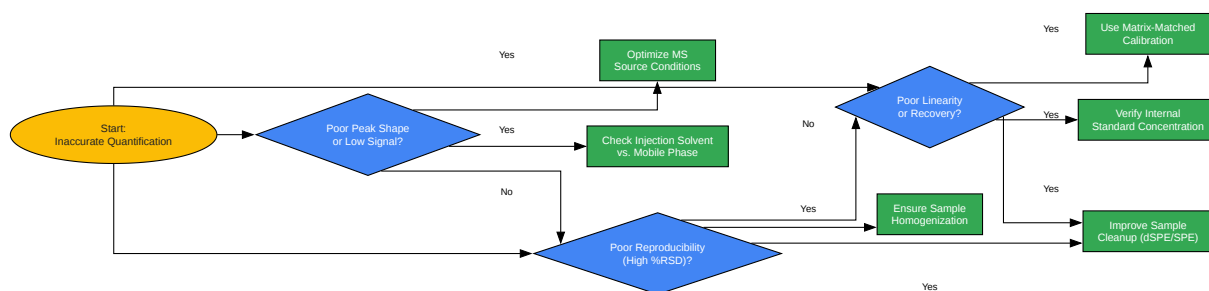 Yes
Optimize MS
Source Conditions
Yes
Use Matrix-Matched
Calibration
Start:
Inaccurate Quantification
Poor Peak Shape
or Low Signal?
Yes
Check Injection Solvent
vs. Mobile Phase
No
Poor Linearity
or Recovery?
Yes
Verify Internal
Standard Concentration
No
Yes
Ensure Sample
Homogenization
Yes
Improve Sample
Cleanup (dSPE/SPE)
Poor Reproducibility
(High %RSD)?
Yes